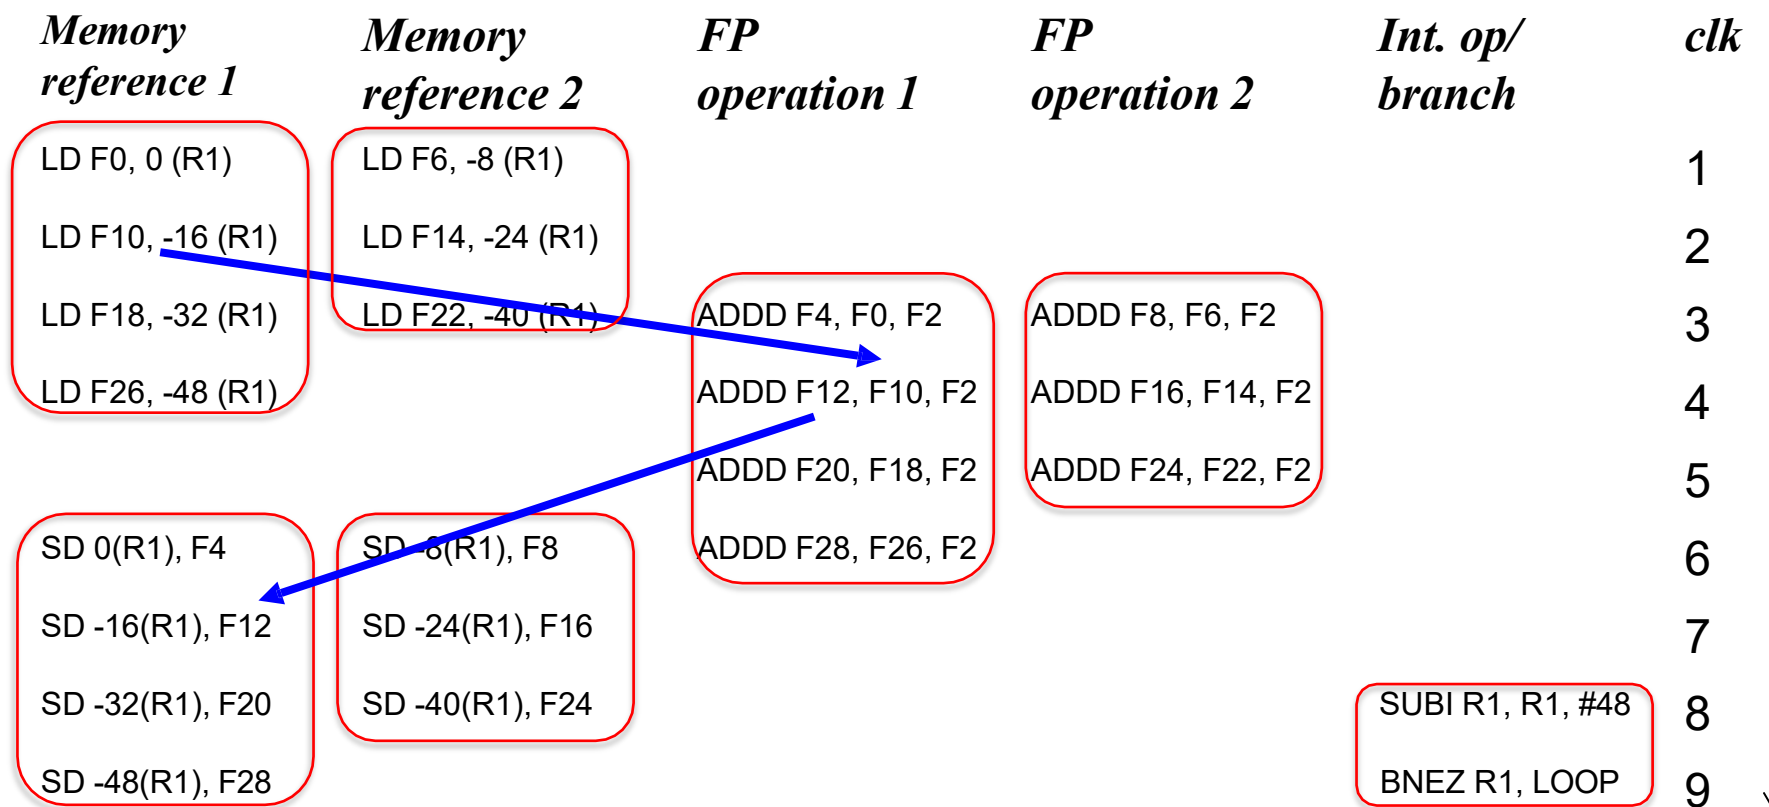 Memory reference 1 Memory reference 2 FP operation 1 FP operation 2 Int. op/ branch clk
LD F0, 0 (R1) LD F6, -8 (R1) 1
LD F10, -16 (R1) LD F14, -24 (R1) 2
LD F18, -32 (R1) LD F22, -40 (R1) ADDD F4, F0, F2 ADDD F8, F6, F2 3
LD F26, -48 (R1) ADDD F12, F10, F2 ADDD F16, F14, F2 4
ADDD F20, F18, F2 ADDD F24, F22, F2 5
SD 0(R1), F4 SD -8(R1), F8 ADDD F28, F26, F2 6
SD -16(R1), F12 SD -24(R1), F16 7
SD -32(R1), F20 SD -40(R1), F24 SUBI R1, R1, #48 8
SD -48(R1), F28 BNEZ R1, LOOP 9